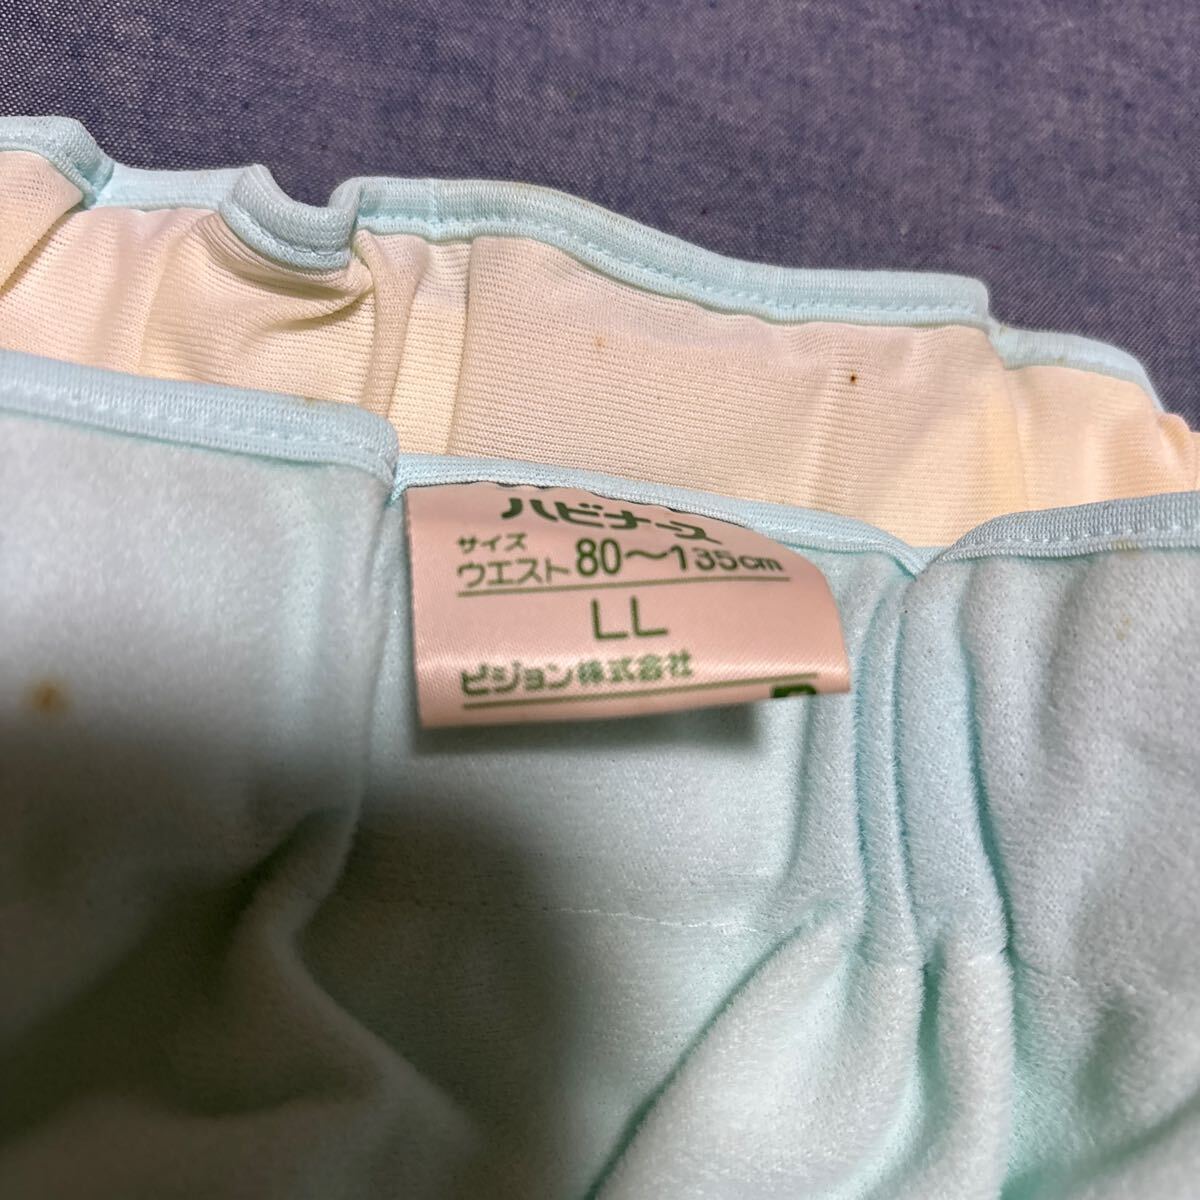 ハビナース
サイズ
ウエスト80〜135cm
LL
ピジョン株式会社